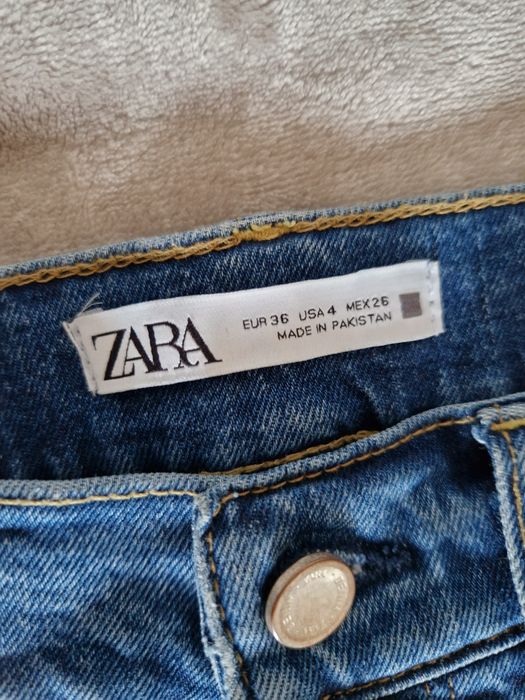 ZARA
EUR 36 USA 4 MEX 26
MADE IN PAKISTAN